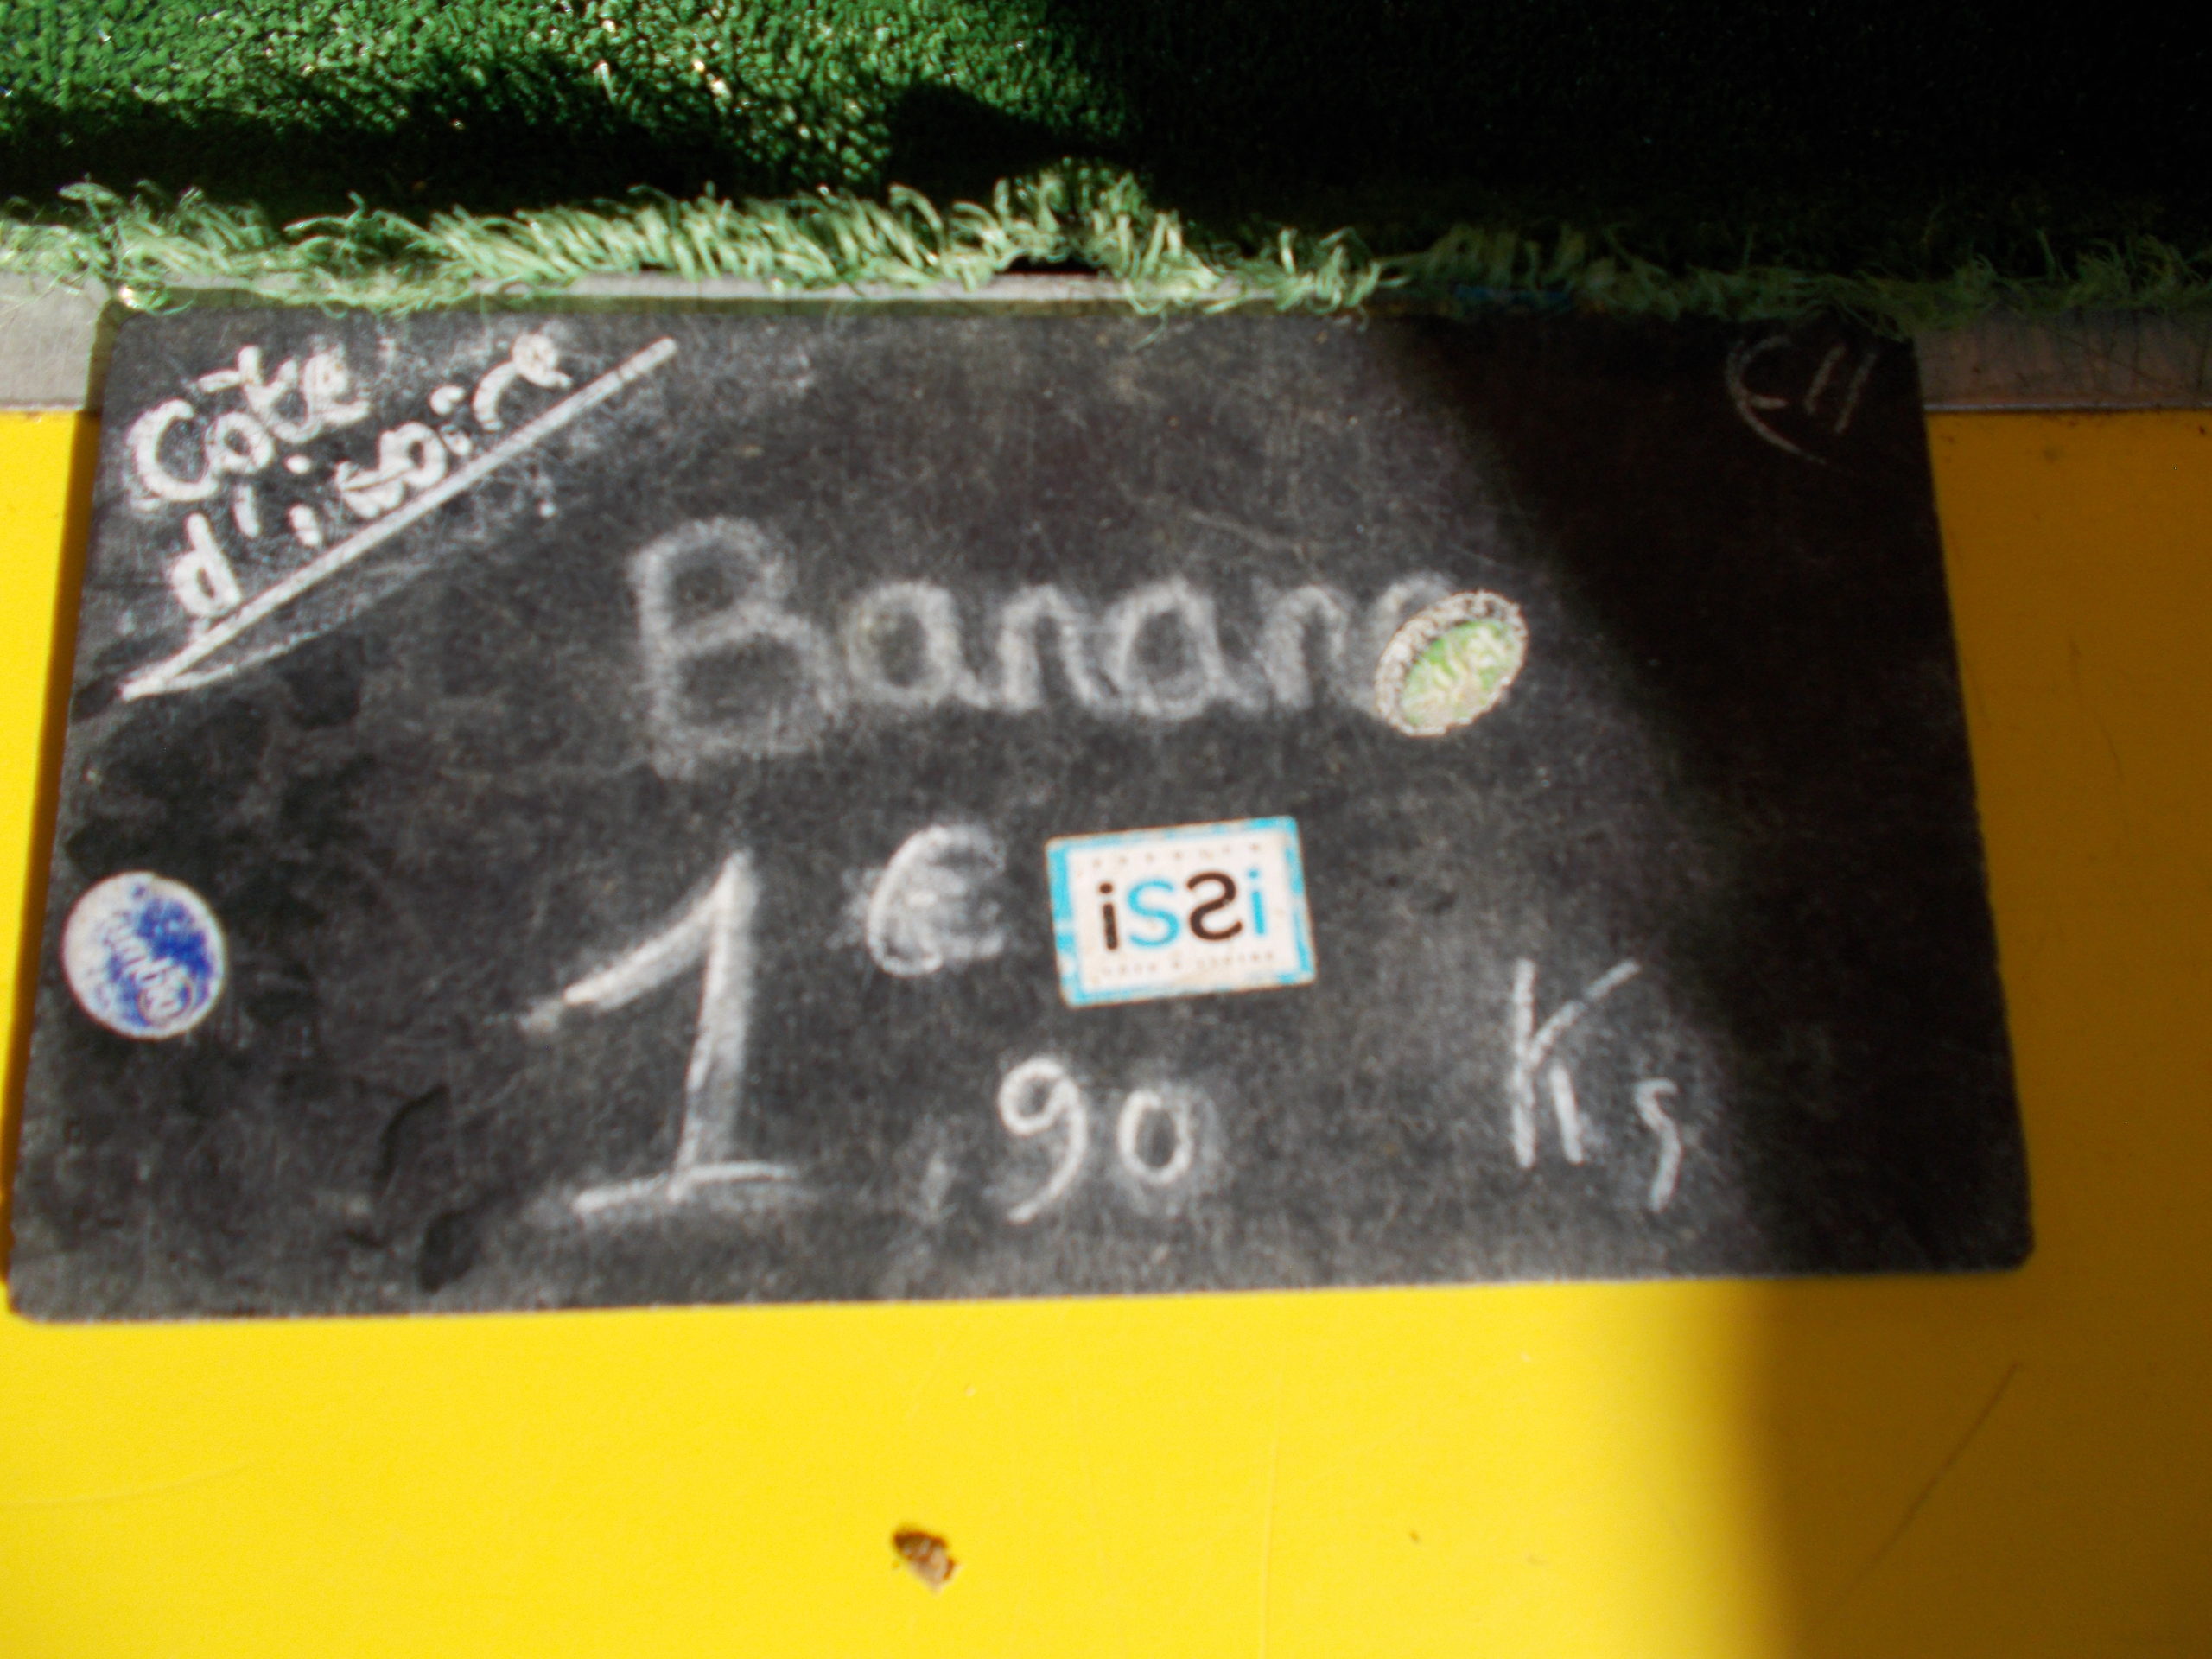 Côte
d'ivoire
Banane
1 €
issi
,90 Kg